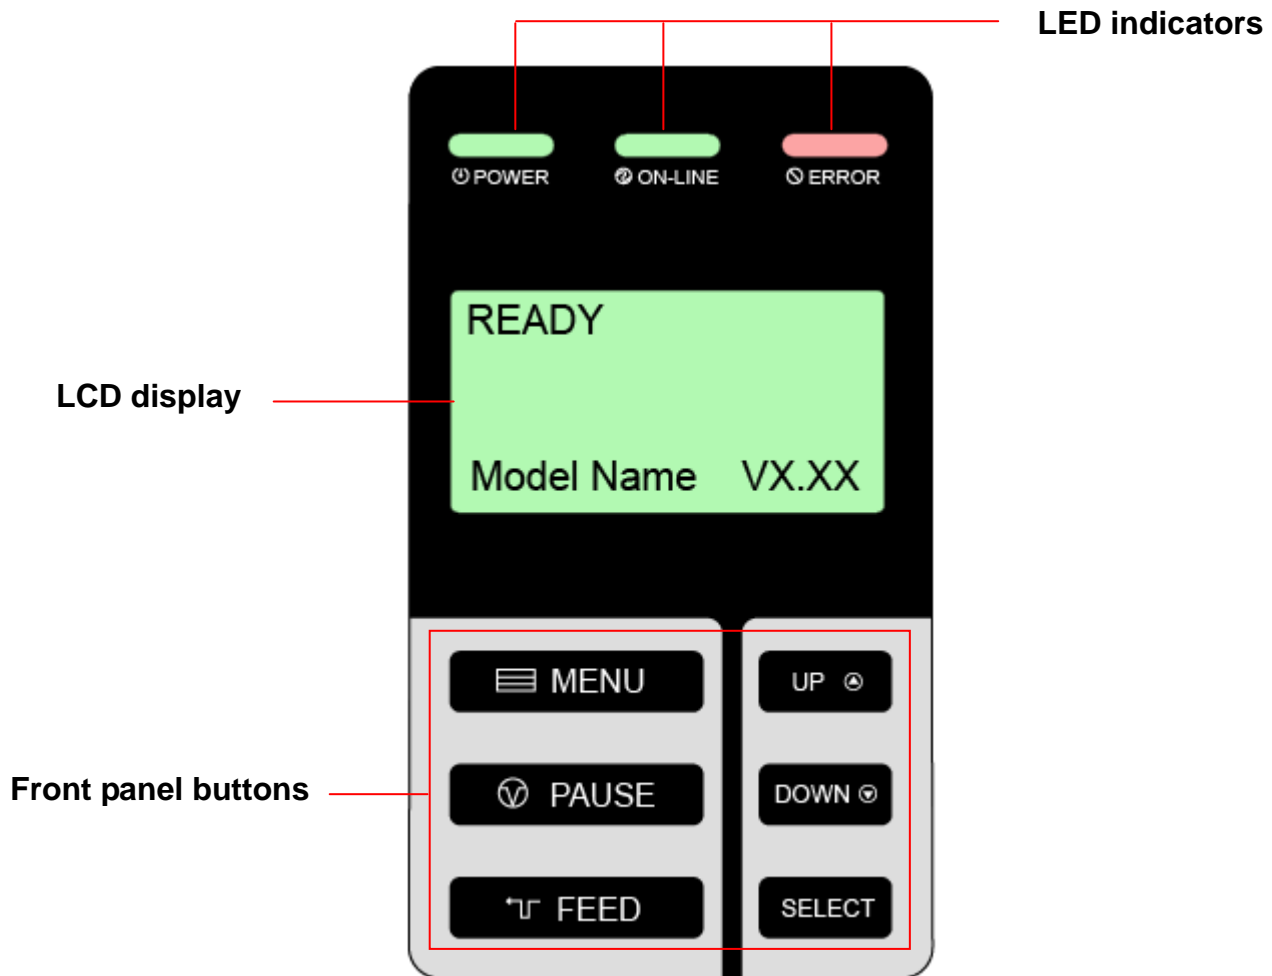 LED indicators
POWER
ON-LINE
ERROR
READY
LCD display
Model Name VX.XX
MENU
UP
Front panel buttons
PAUSE
DOWN
FEED
SELECT